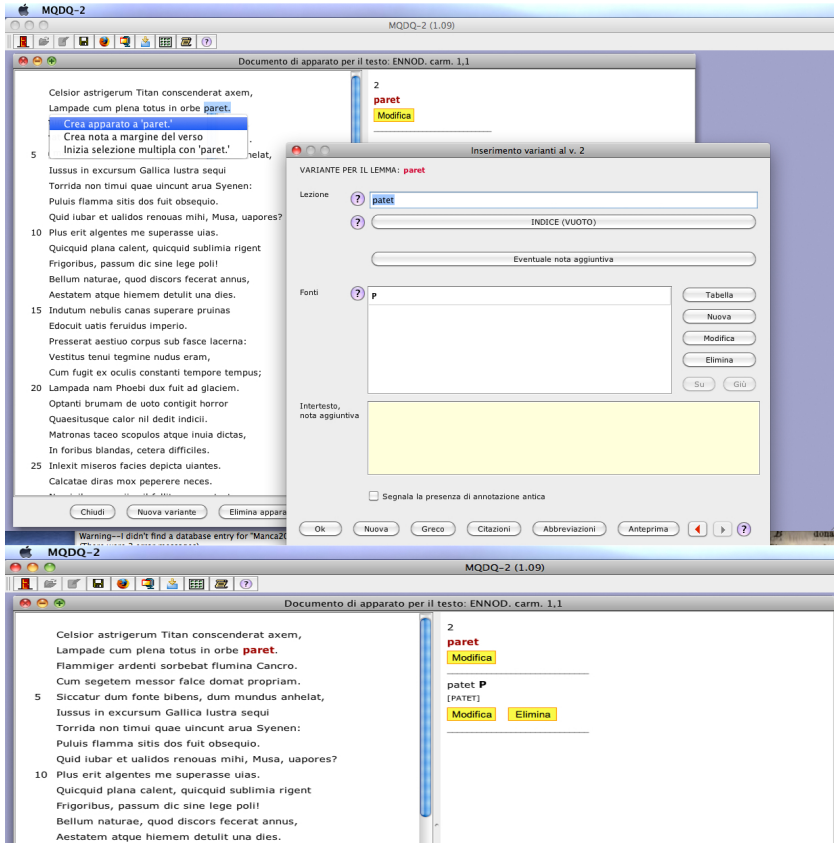 MQDQ-2
MQDQ-2 (1.09)
Documento di apparato per il testo: ENNOD. carm. 1,1
Celsior astrigerum Titan conscenderat axem,
Lampade cum plena totus in orbe paret.
Crea apparato a 'paret.'
Crea nota a margine del verso
Inizia selezione multipla con 'paret.'
5 helat,
Iussus in excursum Gallica lustra sequi
Torrida non timui quae uincunt arua Syenen:
Puluis flamma sitis dos fuit obsequio.
Quid iubar et ualidos renouas mihi, Musa, uapores?
10 Plus erit algentes me superasse uias.
Quicquid plana calent, quicquid sublimia rigent
Frigoribus, passum dic sine lege poli!
Bellum naturae, quod discors fecerat annus,
Aestatem atque hiemem detulit una dies.
15 Indutum nebulis canas superare pruinas
Edocuit uatis feruidus imperio.
Presserat aestiuo corpus sub fasce lacerna:
Vestitus tenui tegmine nudus eram,
Cum fugit ex oculis constanti tempore tempus;
20 Lampada nam Phoebi dux fuit ad glaciem.
Optanti brumam de uoto contigit horror
Quaesitusque calor nil dedit indicii.
Matronas taceo scopulos atque inuia dictas,
In foribus blandas, cetera difficiles.
25 Inlexit miseros facies depicta uiantes.
Calcatae diras mox peperere neces.
Chiudi Nuova variante Elimina appara
2
paret
Modifica
Inserimento varianti al v. 2
VARIANTE PER IL LEMMA: paret
Lezione ? patet
? INDICE (VUOTO)
Eventuale nota aggiuntiva
Fonti ? P
Tabella
Nuova
Modifica
Elimina
Su Giù
Intertesto,
nota aggiuntiva
Segnala la presenza di annotazione antica
Ok Nuova Greco Citazioni Abbreviazioni Anteprima ?
Warning--I didn't find a database entry for "Manca20
MQDQ-2
MQDQ-2 (1.09)
Documento di apparato per il testo: ENNOD. carm. 1,1
Celsior astrigerum Titan conscenderat axem,
Lampade cum plena totus in orbe paret.
Flammiger ardenti sorbebat flumina Cancro.
Cum segetem messor falce domat propriam.
5 Siccatur dum fonte bibens, dum mundus anhelat,
Iussus in excursum Gallica lustra sequi
Torrida non timui quae uincunt arua Syenen:
Puluis flamma sitis dos fuit obsequio.
Quid iubar et ualidos renouas mihi, Musa, uapores?
10 Plus erit algentes me superasse uias.
Quicquid plana calent, quicquid sublimia rigent
Frigoribus, passum dic sine lege poli!
Bellum naturae, quod discors fecerat annus,
Aestatem atque hiemem detulit una dies.
2
paret
Modifica
patet P
[PATET]
Modifica Elimina